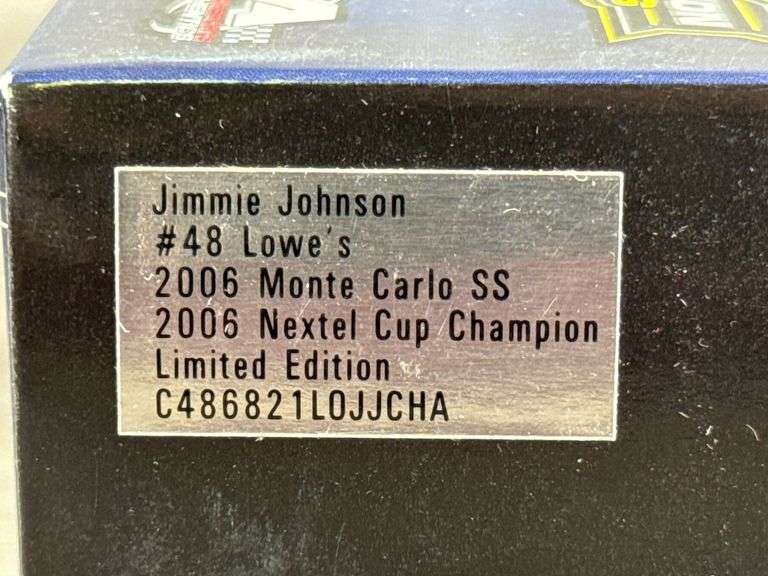 Jimmie Johnson
#48 Lowe's
2006 Monte Carlo SS
2006 Nextel Cup Champion
Limited Edition
C486821LOJJCHA